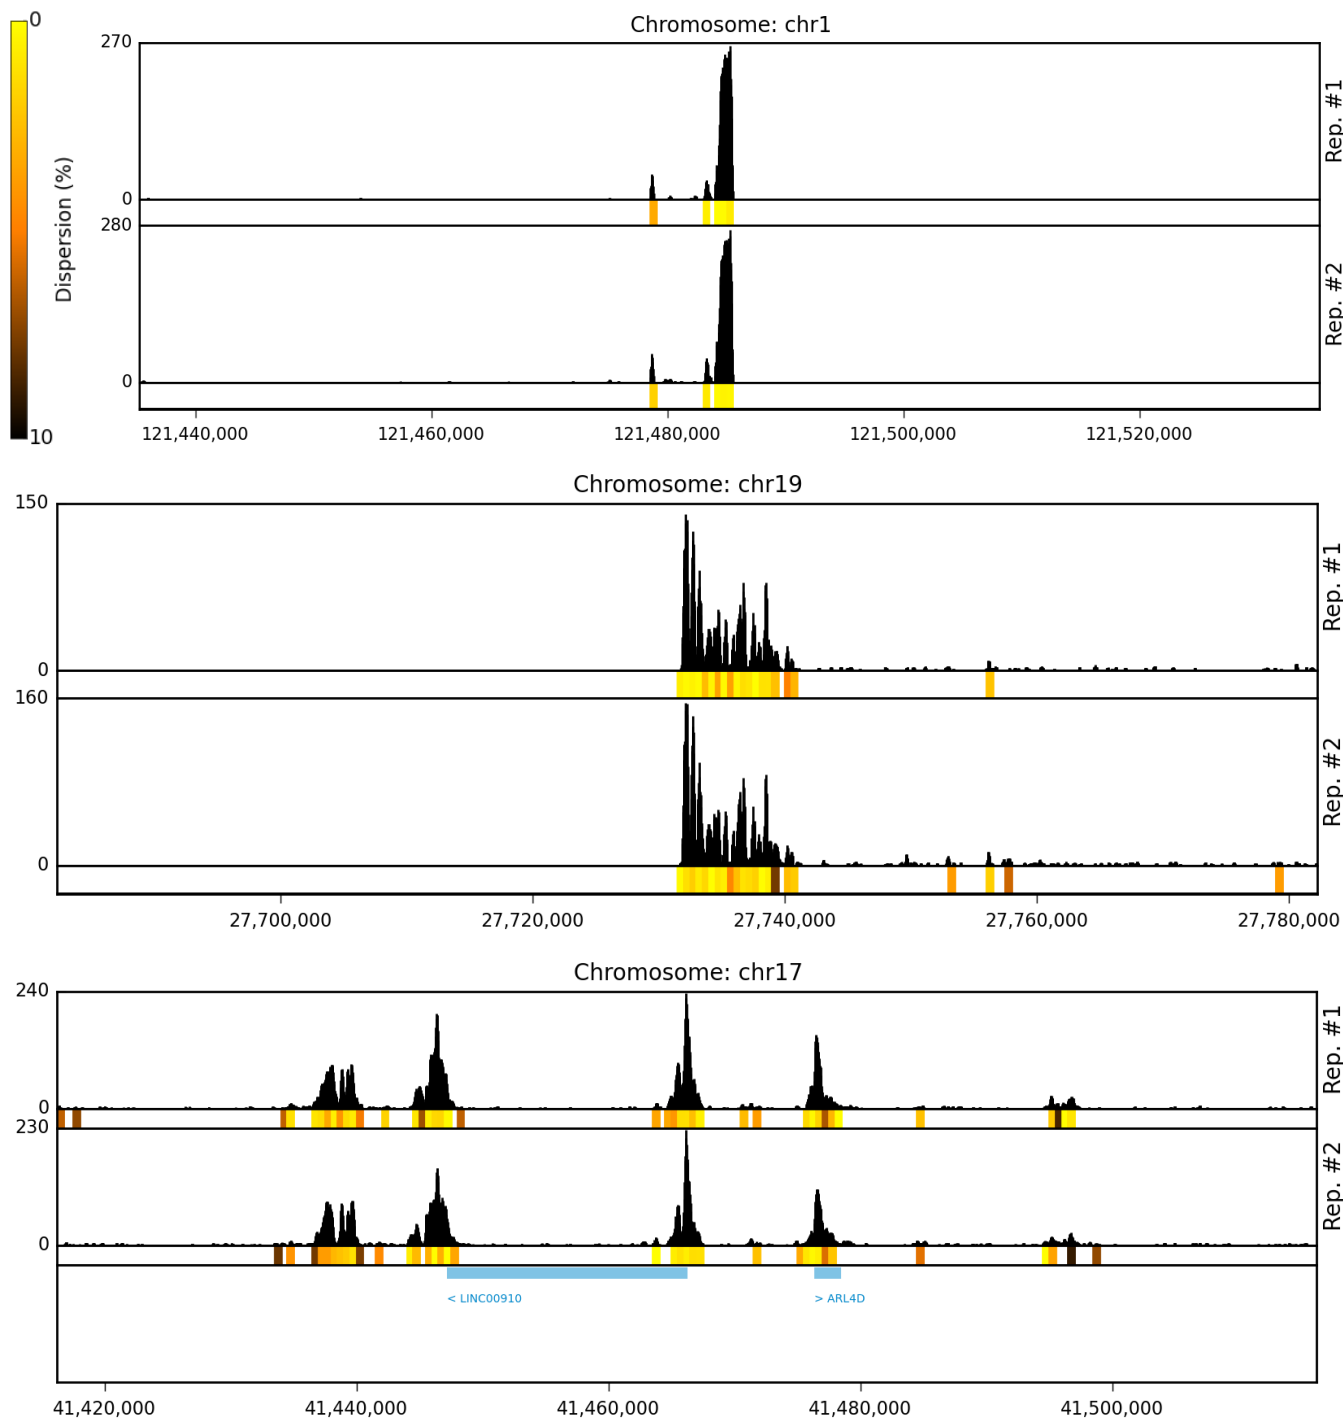 0
Dispersion (%)
10
Chromosome: chr1
270
0
Rep. #1
280
0
Rep. #2
121,440,000 121,460,000 121,480,000 121,500,000 121,520,000
Chromosome: chr19
150
0
Rep. #1
160
0
Rep. #2
27,700,000 27,720,000 27,740,000 27,760,000 27,780,000
Chromosome: chr17
240
0
Rep. #1
230
0
Rep. #2
< LINC00910 > ARL4D
41,420,000 41,440,000 41,460,000 41,480,000 41,500,000